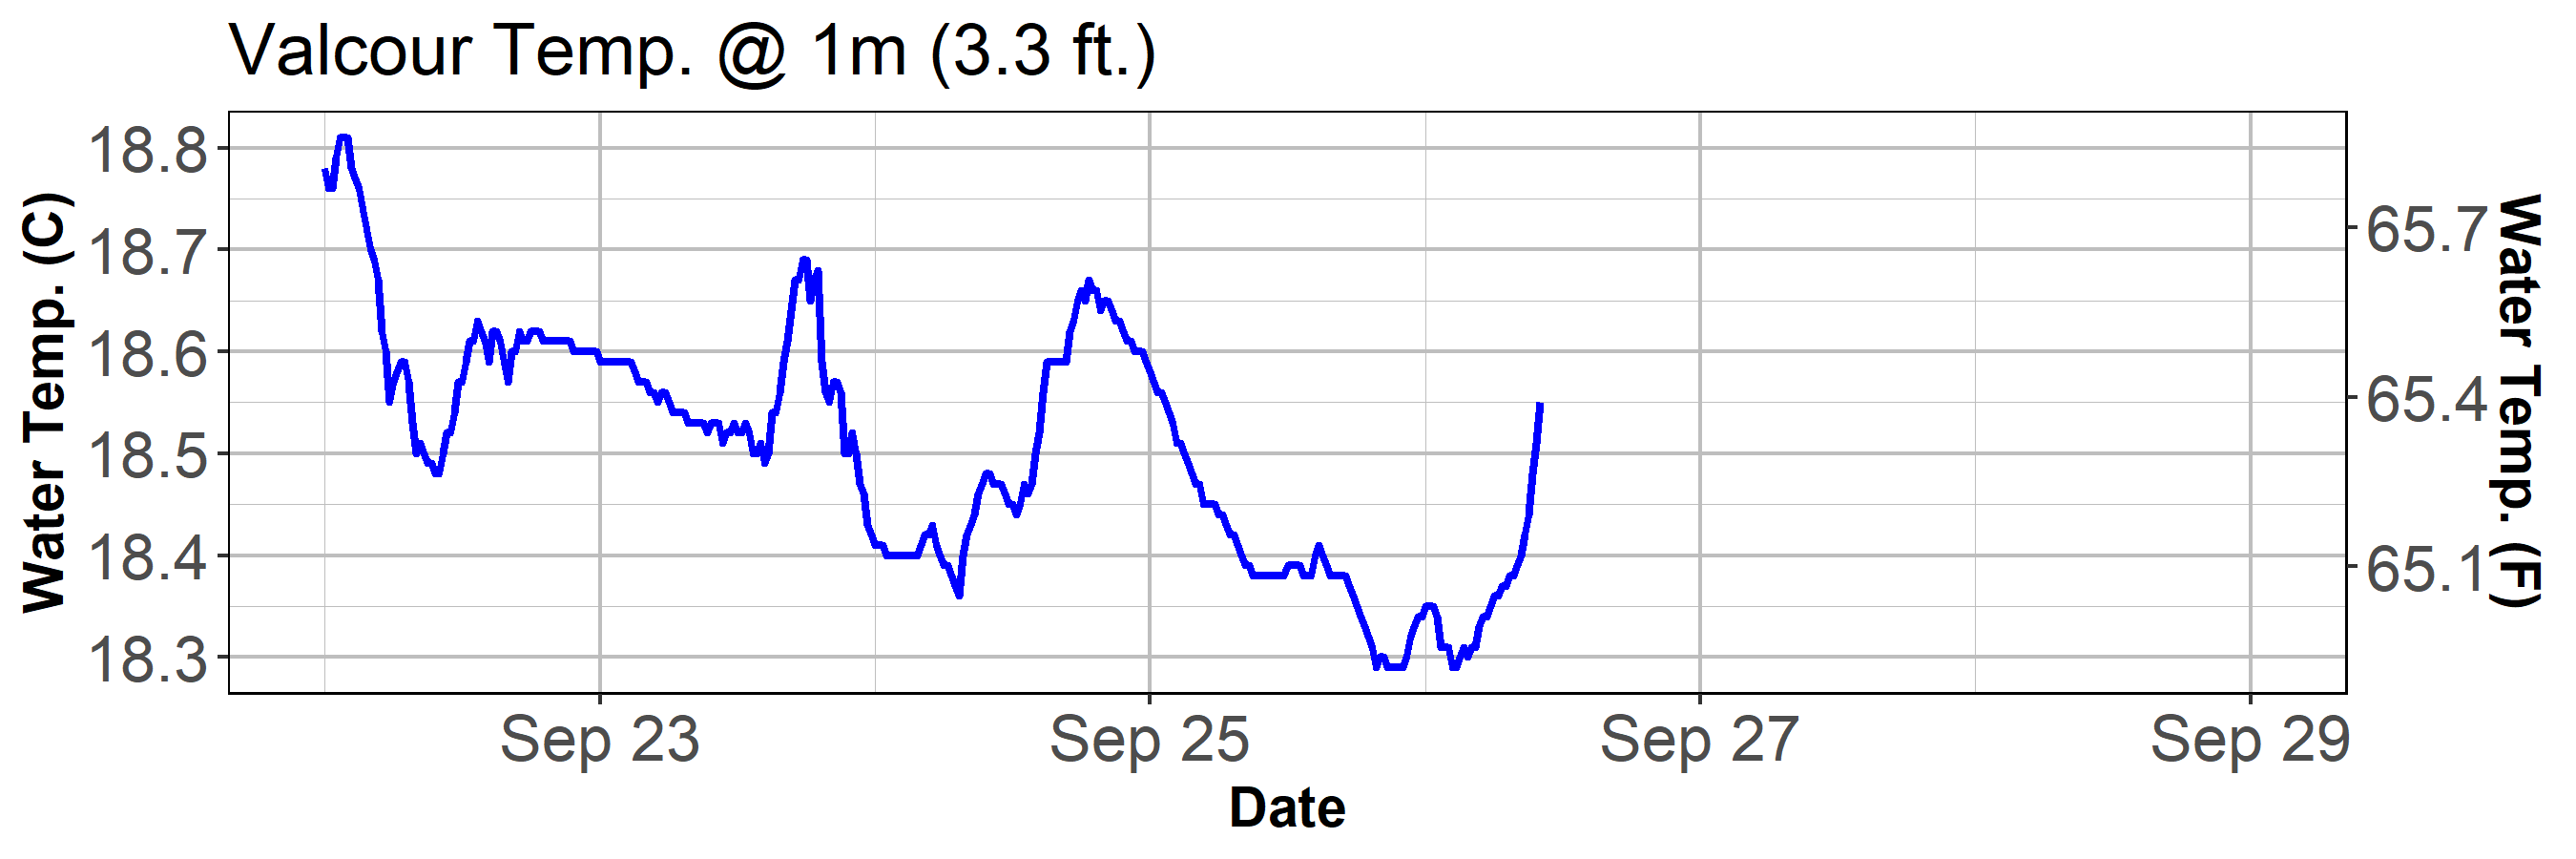 Valcour Temp. @ 1m (3.3 ft.)
Water Temp. (C)
18.8
18.7
18.6
18.5
18.4
18.3
65.7
65.4
65.1
Water Temp. (F)
Sep 23
Sep 25
Sep 27
Sep 29
Date